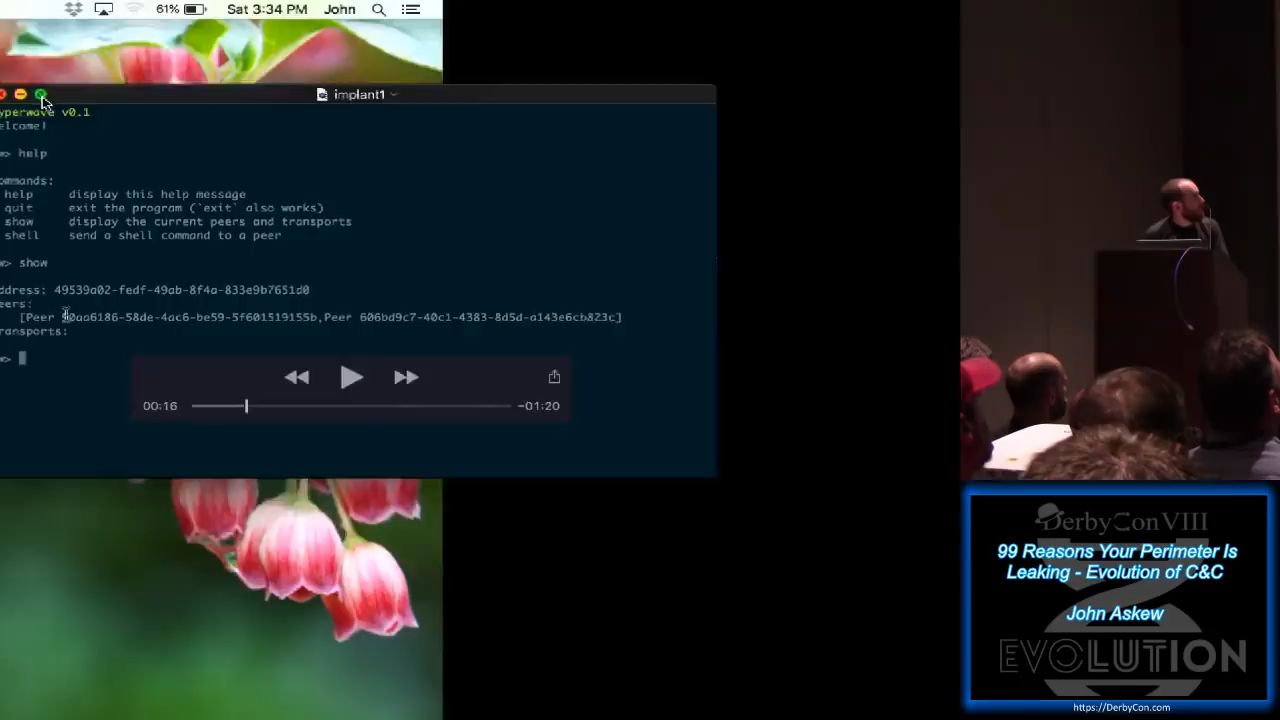 61% Sat 3:34 PM John
implant1
yperwave v0.1
elcome!
> help
ommands:
help display this help message
quit exit the program (`exit` also works)
show display the current peers and transports
shell send a shell command to a peer
> show
ddress: 49539a02-fedf-49ab-8f4a-833e9b7651d0
eers:
[Peer 0aa6186-58de-4ac6-be59-5f601519155b,Peer 606bd9c7-40c1-4383-8d5d-a143e6cb823c]
ransports:
>
00:16 -01:20
DerbyCon VIII
99 Reasons Your Perimeter Is
Leaking - Evolution of C&C
John Askew
EVOLUTION
https://DerbyCon.com